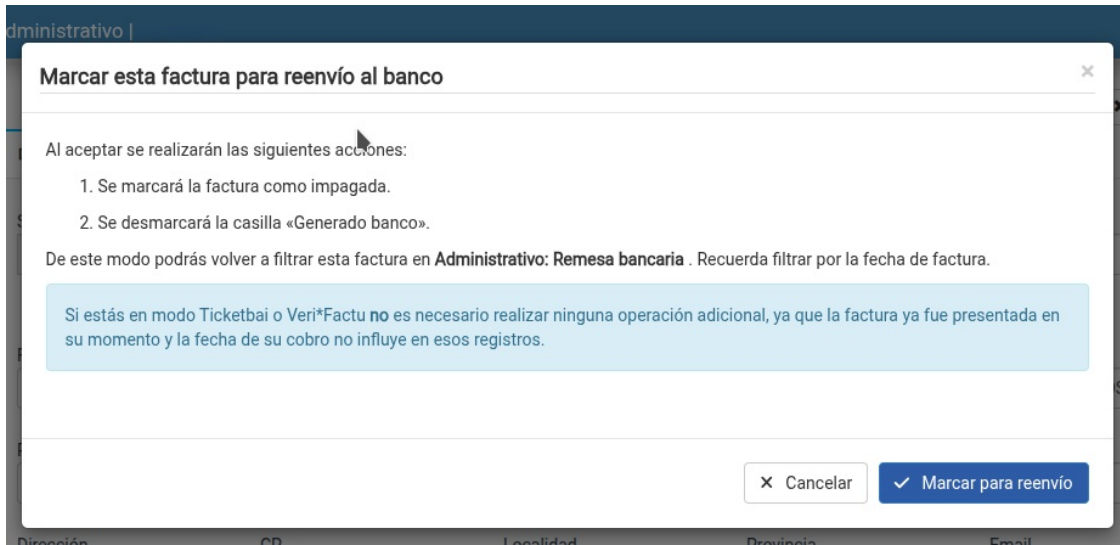 dministrativo |
Marcar esta factura para reenvío al banco
×
Al aceptar se realizarán las siguientes acciones:
1. Se marcará la factura como impagada.
2. Se desmarcará la casilla «Generado banco».
De este modo podrás volver a filtrar esta factura en Administrativo: Remesa bancaria . Recuerda filtrar por la fecha de factura.
Si estás en modo Ticketbai o Veri*Factu no es necesario realizar ninguna operación adicional, ya que la factura ya fue presentada en
su momento y la fecha de su cobro no influye en esos registros.
Cancelar
Marcar para reenvío
Dirección CP Localidad Provincia Email